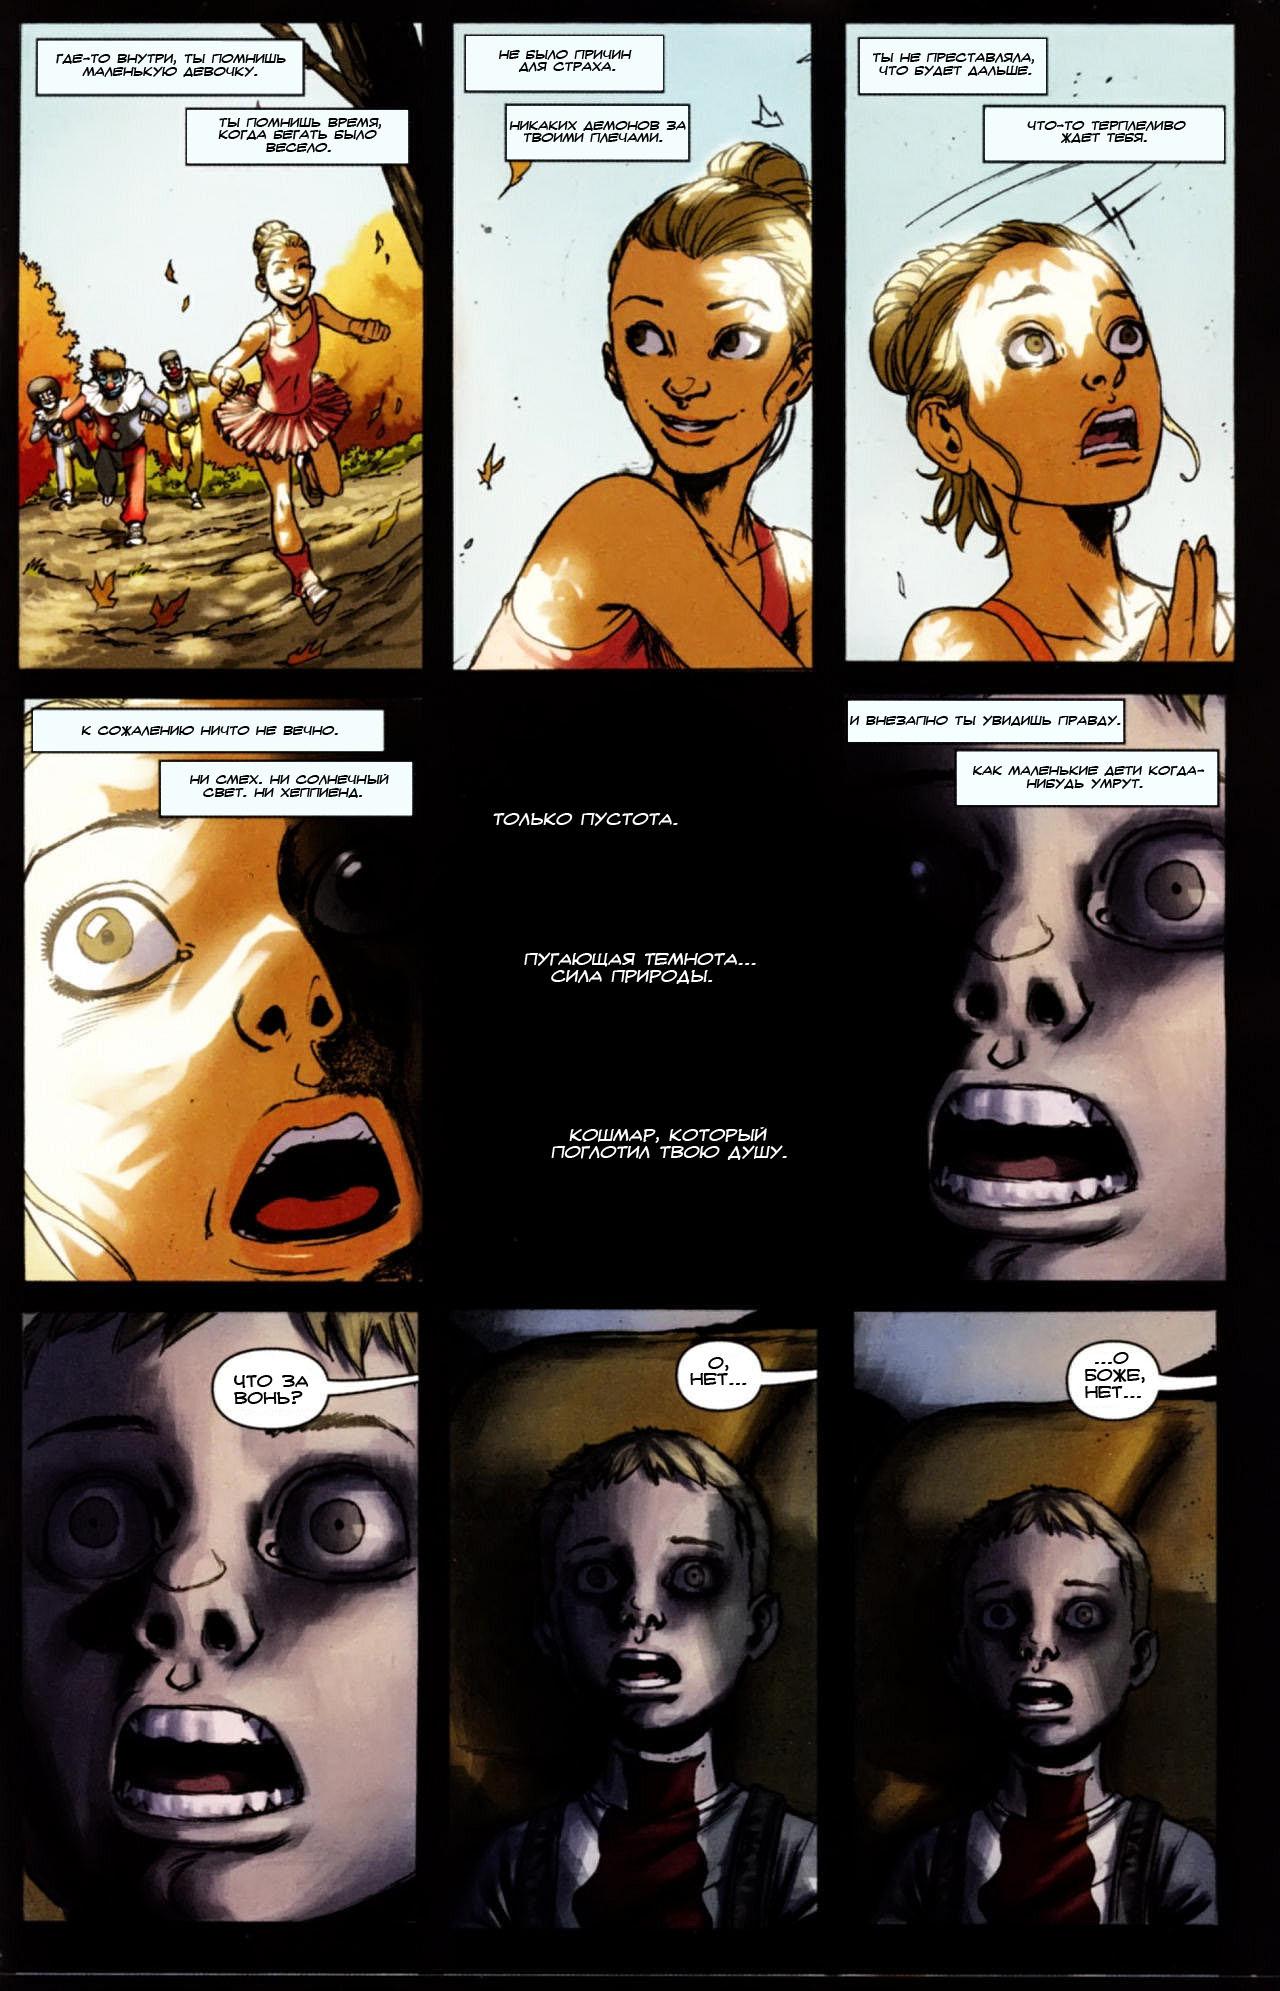 ГДЕ-ТО ВНУТРИ, ТЫ ПОМНИШЬ
МАЛЕНЬКУЮ ДЕВОЧКУ.
ТЫ ПОМНИШЬ ВРЕМЯ,
КОГДА БЕГАТЬ БЫЛО
ВЕСЕЛО.
НЕ БЫЛО ПРИЧИН
ДЛЯ СТРАХА.
НИКАКИХ ДЕМОНОВ ЗА
ТВОИМИ ПЛЕЧАМИ.
ТЫ НЕ ПРЕСТАВЛЯЛА,
ЧТО БУДЕТ ДАЛЬШЕ.
ЧТО-ТО ТЕРПЛЕЛИВО
ЖДЕТ ТЕБЯ.
К СОЖАЛЕНИЮ НИЧТО НЕ ВЕЧНО.
НИ СМЕХ. НИ СОЛНЕЧНЫЙ
СВЕТ. НИ ХЕППИЕНД.
ТОЛЬКО ПУСТОТА.
ПУГАЮЩАЯ ТЕМНОТА...
СИЛА ПРИРОДЫ.
КОШМАР, КОТОРЫЙ
ПОГЛОТИЛ ТВОЮ ДУШУ.
И ВНЕЗАПНО ТЫ УВИДИШЬ ПРАВДУ.
КАК МАЛЕНЬКИЕ ДЕТИ КОГДА-
НИБУДЬ УМРУТ.
ЧТО ЗА
ВОНЬ?
О,
НЕТ...
...О
БОЖЕ,
НЕТ...